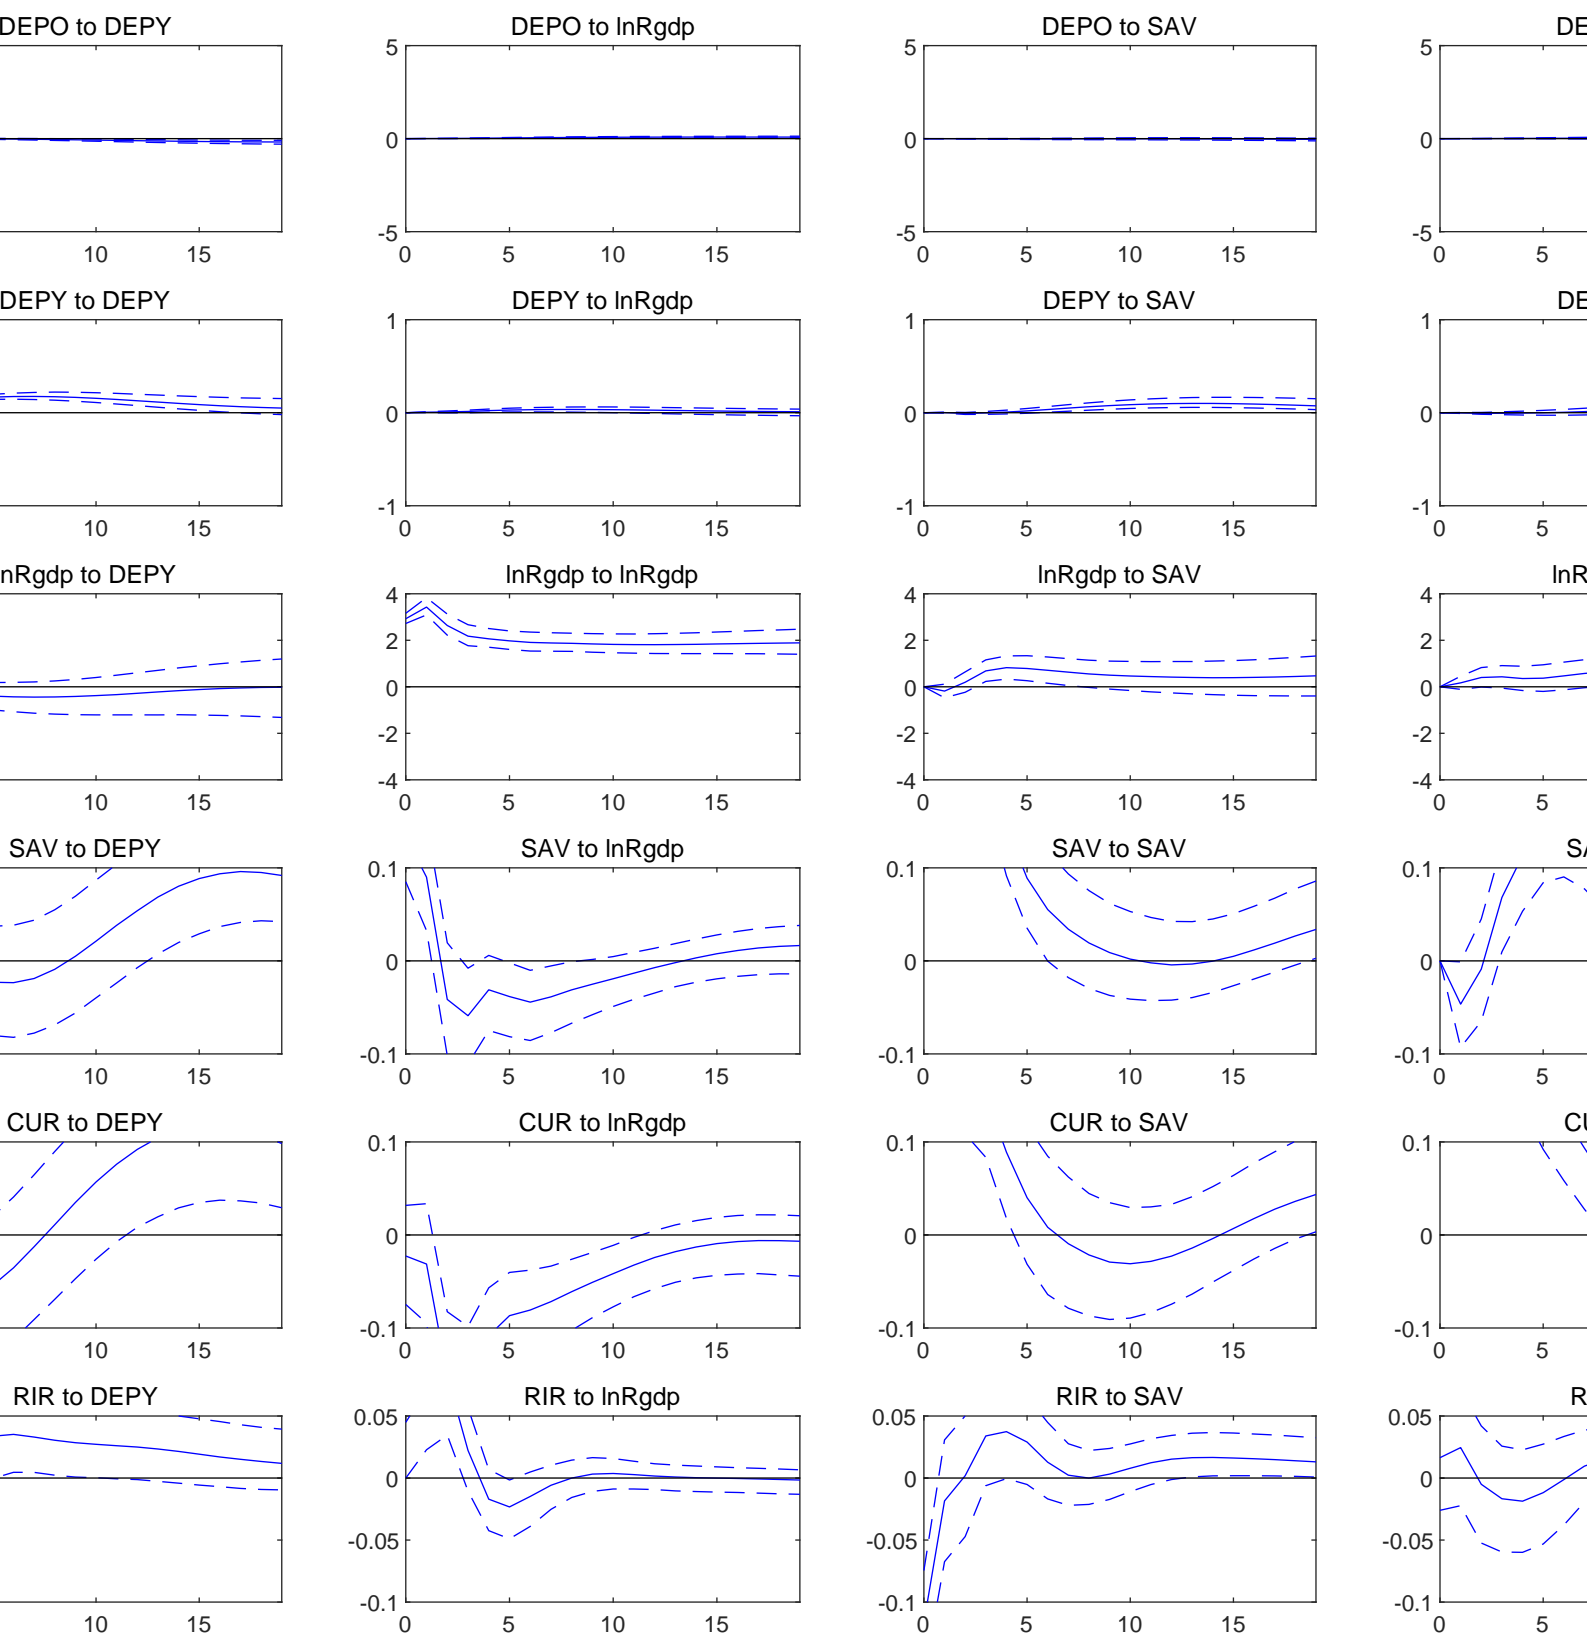 DEPO to DEPY DEPO to lnRgdp DEPO to SAV DE
5 5 5
0 0 0
-5 -5 -5
10 15 0 5 10 15 0 5 10 15 0 5
DEPY to DEPY DEPY to lnRgdp DEPY to SAV DE
1 1 1
0 0 0
-1 -1 -1
10 15 0 5 10 15 0 5 10 15 0 5
nRgdp to DEPY lnRgdp to lnRgdp lnRgdp to SAV lnR
4 4 4
2 2 2
0 0 0
-2 -2 -2
-4 -4 -4
10 15 0 5 10 15 0 5 10 15 0 5
SAV to DEPY SAV to lnRgdp SAV to SAV SA
0.1 0.1 0.1
0 0 0
-0.1 -0.1 -0.1
10 15 0 5 10 15 0 5 10 15 0 5
CUR to DEPY CUR to lnRgdp CUR to SAV CU
0.1 0.1 0.1
0 0 0
-0.1 -0.1 -0.1
10 15 0 5 10 15 0 5 10 15 0 5
RIR to DEPY RIR to lnRgdp RIR to SAV R
0.05 0.05 0.05
0 0 0
-0.05 -0.05 -0.05
-0.1 -0.1 -0.1
10 15 0 5 10 15 0 5 10 15 0 5